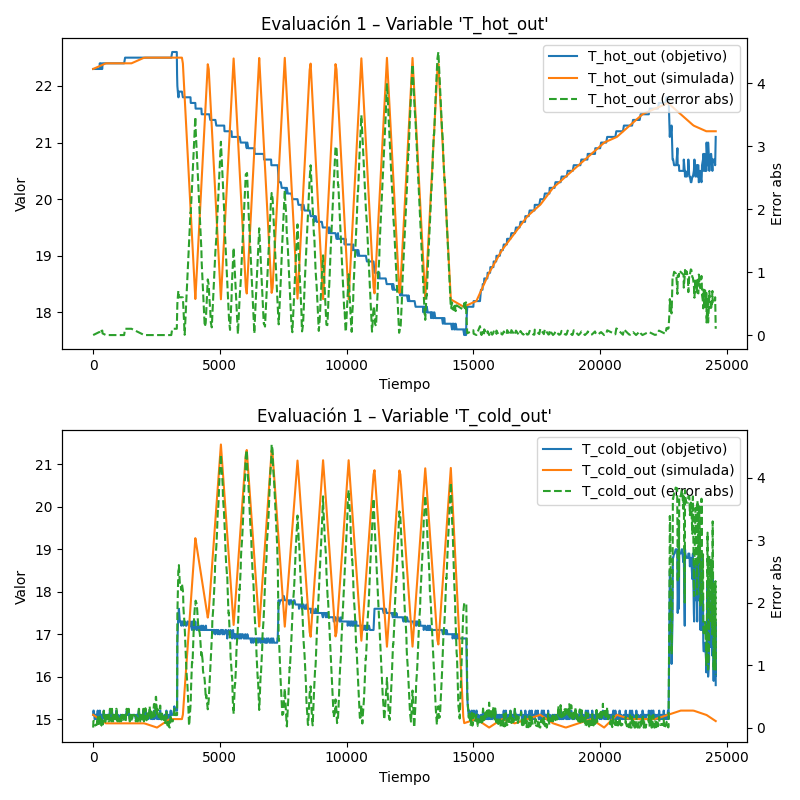 Evaluación 1 – Variable 'T_hot_out'
T_hot_out (objetivo)
T_hot_out (simulada)
T_hot_out (error abs)
Valor
22
21
20
19
18
4
3
2
1
0
Error abs
0
5000
10000
15000
20000
25000
Tiempo
Evaluación 1 – Variable 'T_cold_out'
T_cold_out (objetivo)
T_cold_out (simulada)
T_cold_out (error abs)
Valor
21
20
19
18
17
16
15
4
3
2
1
0
Error abs
0
5000
10000
15000
20000
25000
Tiempo